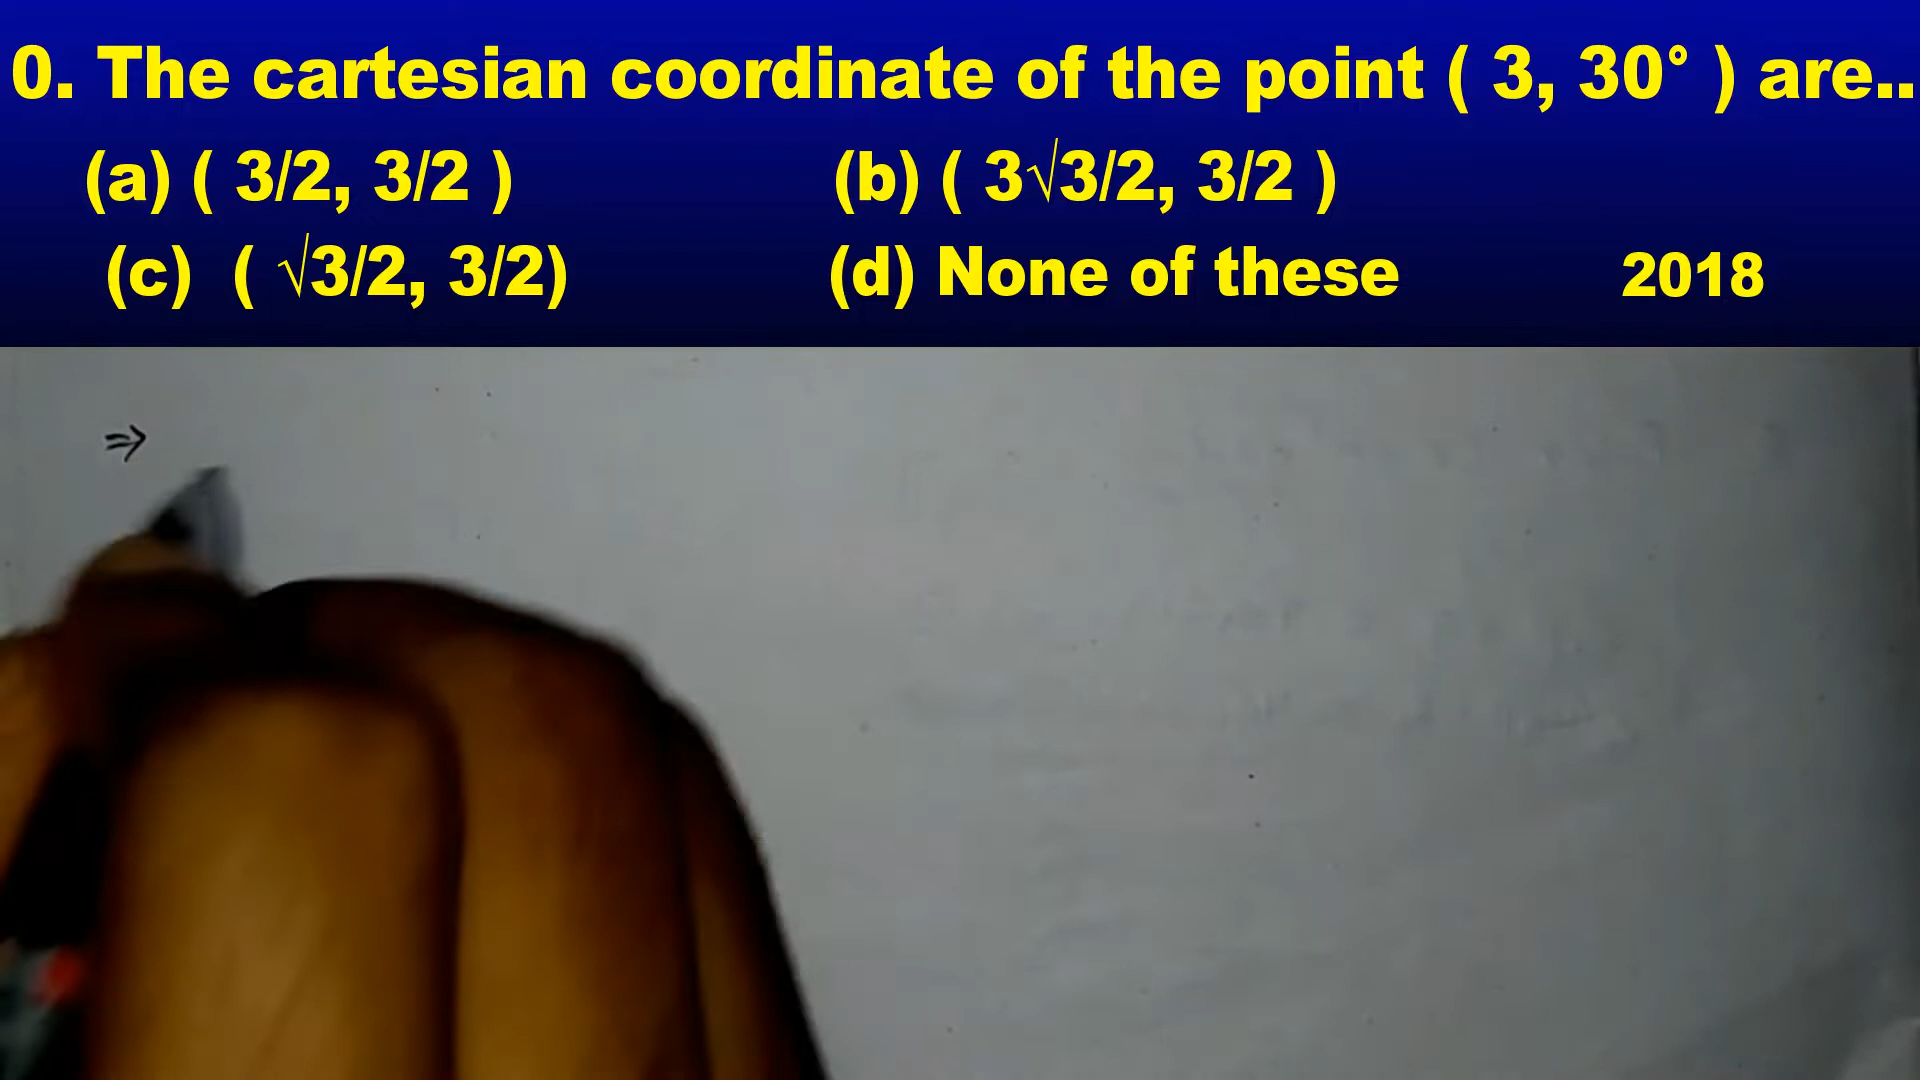 0. The cartesian coordinate of the point ( 3, 30° ) are..
(a) ( 3/2, 3/2 ) (b) ( 3√3/2, 3/2 )
(c) ( √3/2, 3/2) (d) None of these 2018
⇒